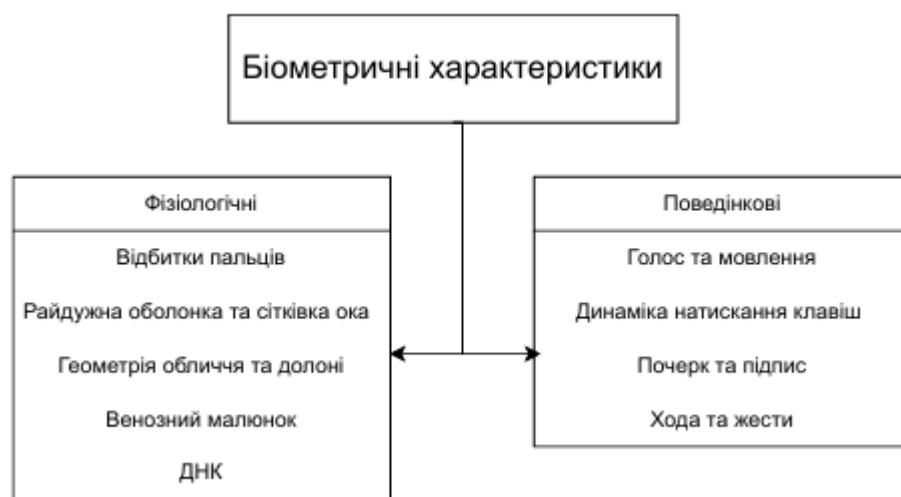 Біометричні характеристики
Фізіологічні
Відбитки пальців
Райдужна оболонка та сітківка ока
Геометрія обличчя та долоні
Венозний малюнок
ДНК
Поведінкові
Голос та мовлення
Динаміка натискання клавіш
Почерк та підпис
Хода та жести